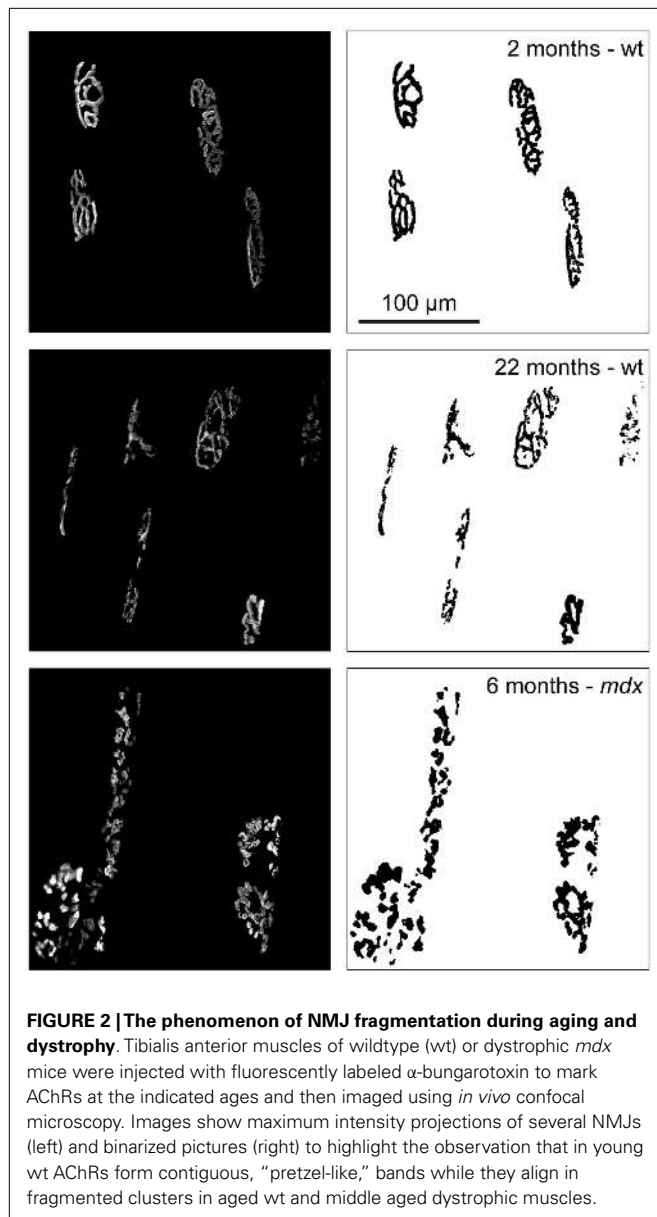 2 months - wt
100 µm
22 months - wt
6 months - mdx
FIGURE 2 | The phenomenon of NMJ fragmentation during aging and
dystrophy. Tibialis anterior muscles of wildtype (wt) or dystrophic mdx
mice were injected with fluorescently labeled α-bungarotoxin to mark
AChRs at the indicated ages and then imaged using in vivo confocal
microscopy. Images show maximum intensity projections of several NMJs
(left) and binarized pictures (right) to highlight the observation that in young
wt AChRs form contiguous, “pretzel-like,” bands while they align in
fragmented clusters in aged wt and middle aged dystrophic muscles.